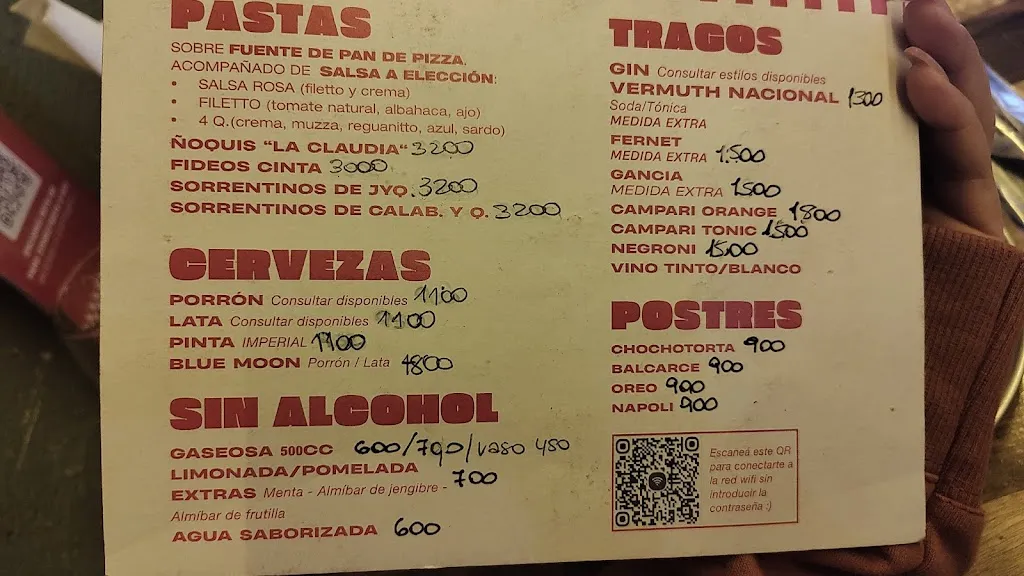 PASTAS
SOBRE FUENTE DE PAN DE PIZZA,
ACOMPAÑADO DE SALSA A ELECCIÓN:
• SALSA ROSA (filetto y crema)
• FILETTO (tomate natural, albahaca, ajo)
• 4 Q.(crema, muzza, reguanitto, azul, sardo)
ÑOQUIS "LA CLAUDIA" 3200
FIDEOS CINTA 3000
SORRENTINOS DE JYQ. 3200
SORRENTINOS DE CALAB. Y Q. 3200
CERVEZAS
PORRÓN Consultar disponibles 1100
LATA Consultar disponibles 1100
PINTA IMPERIAL 1100
BLUE MOON Porrón / Lata 1800
SIN ALCOHOL
GASEOSA 500CC 600/700/vaso 450
LIMONADA/POMELADA
EXTRAS Menta - Almíbar de jengibre - 700
Almíbar de frutilla
AGUA SABORIZADA 600
TRAGOS
GIN Consultar estilos disponibles
VERMUTH NACIONAL 1300
Soda/Tónica
MEDIDA EXTRA
FERNET
MEDIDA EXTRA 1500
GANCIA
MEDIDA EXTRA 1500
CAMPARI ORANGE 1800
CAMPARI TONIC 1500
NEGRONI 1500
VINO TINTO/BLANCO
POSTRES
CHOCHOTORTA 900
BALCARCE 900
OREO 900
NAPOLI 900
Escaneá este QR
para conectarte a
la red wifi sin
introducir la
contraseña :)